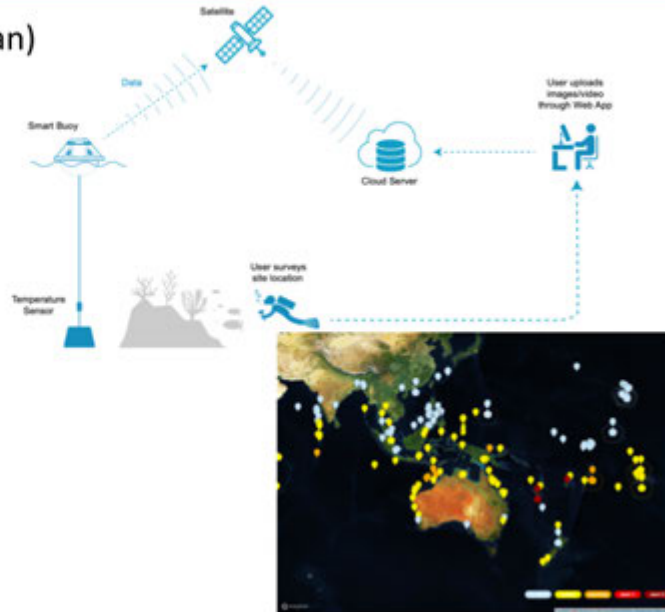 an)
Satellite
Data
Smart Buoy
User uploads
images/video
through Web App
Cloud Server
User surveys
site location
Temperature
Sensor